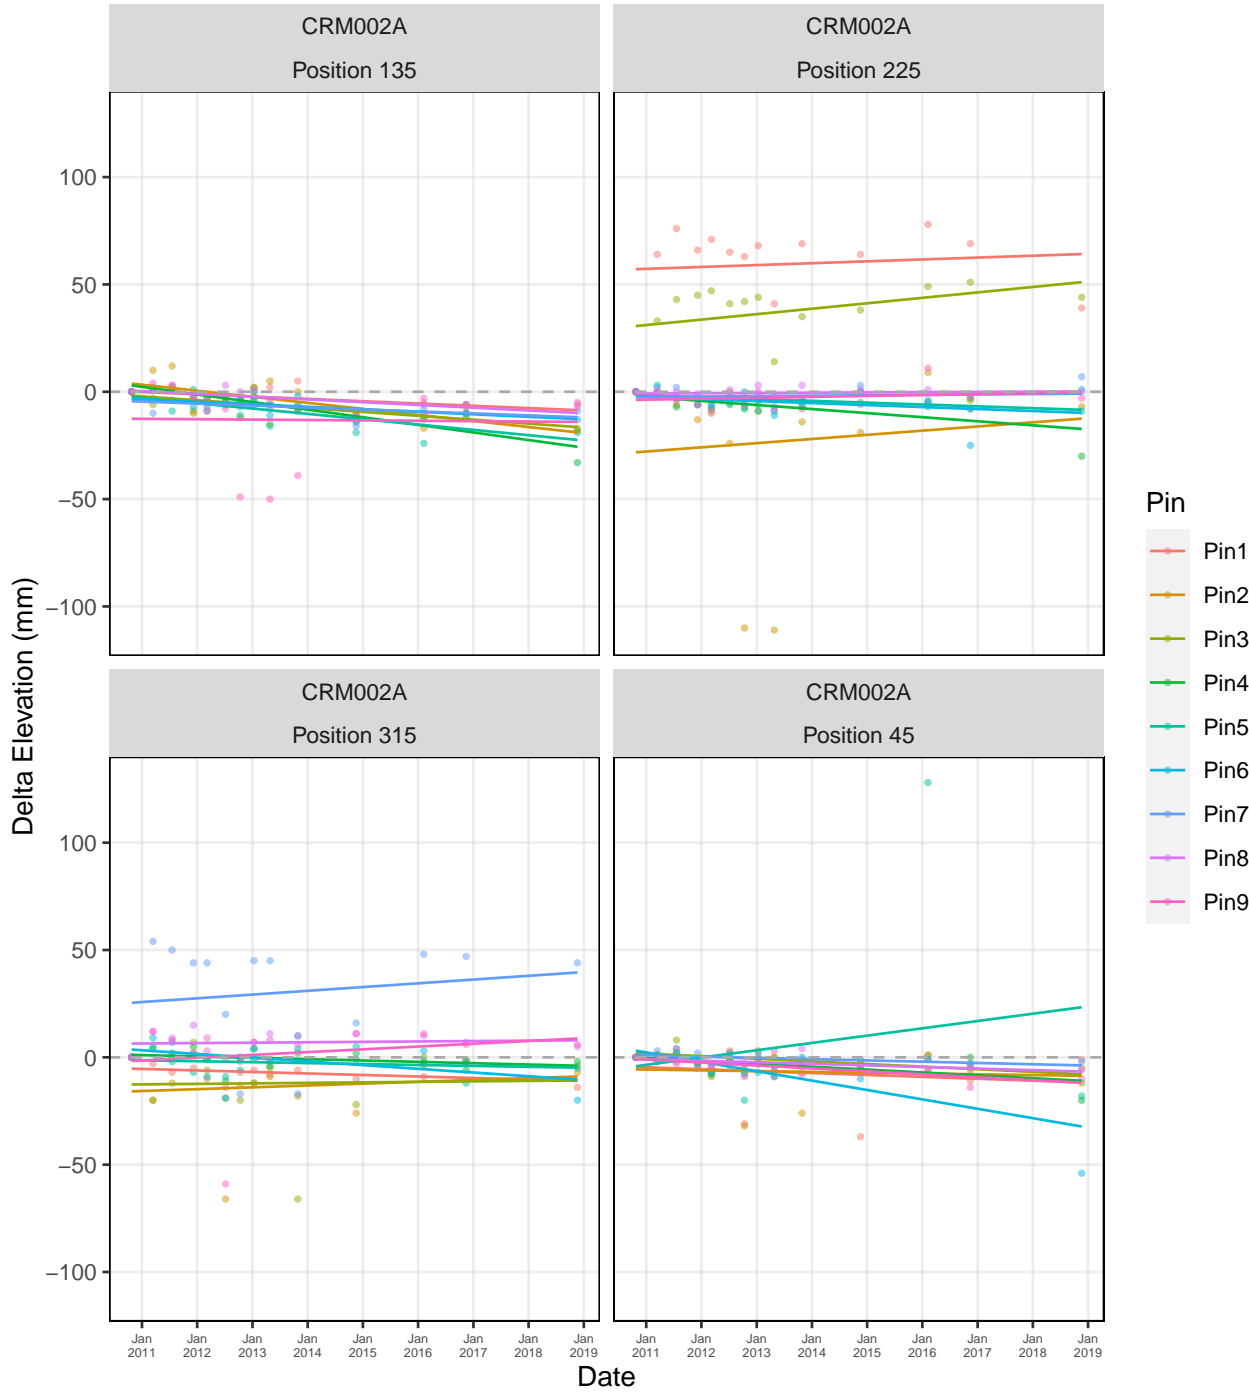 CRM002A
Position 135
CRM002A
Position 225
100
50
0
−50
−100
CRM002A
Position 315
CRM002A
Position 45
100
50
0
−50
−100
Delta Elevation (mm)
Jan 2011
Jan 2012
Jan 2013
Jan 2014
Jan 2015
Jan 2016
Jan 2017
Jan 2018
Jan 2019
Jan 2011
Jan 2012
Jan 2013
Jan 2014
Jan 2015
Jan 2016
Jan 2017
Jan 2018
Jan 2019
Date
Pin
Pin1
Pin2
Pin3
Pin4
Pin5
Pin6
Pin7
Pin8
Pin9